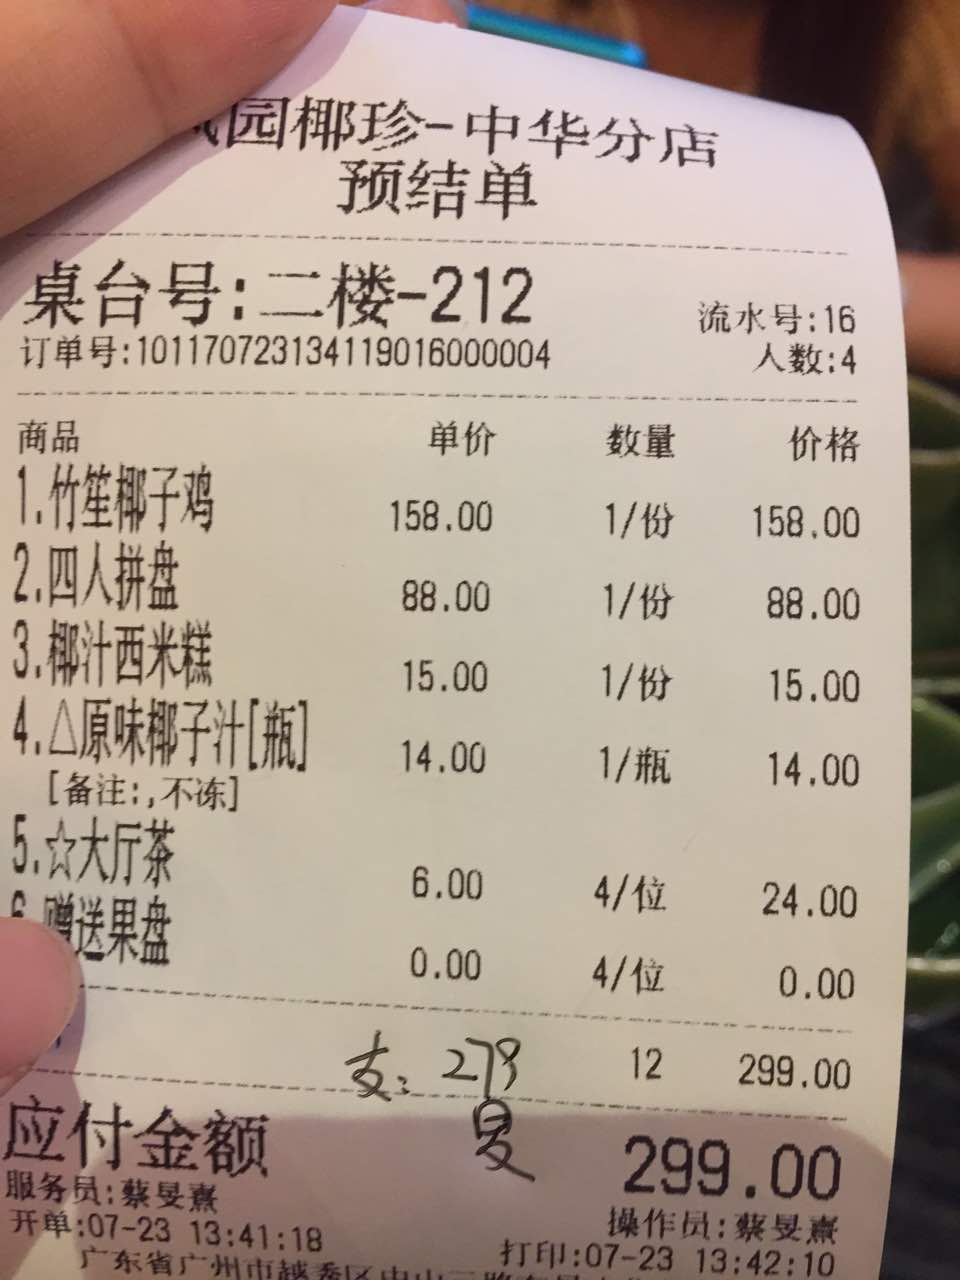 园椰珍-中华分店
预结单
桌台号:二楼-212
流水号:16
订单号:101170723134119016000004
人数:4
商品 单价 数量 价格
1.竹笙椰子鸡 158.00 1/份 158.00
2.四人拼盘 88.00 1/份 88.00
3.椰汁西米糕 15.00 1/份 15.00
4.△原味椰子汁[瓶] 14.00 1/瓶 14.00
[备注:,不冻]
5.☆大厅茶 6.00 4/位 24.00
6.赠送果盘 0.00 4/位 0.00
12 299.00
支: 279
旻
应付金额 299.00
服务员:蔡旻熹
操作员:蔡旻熹
开单:07-23 13:41:18
打印:07-23 13:42:10
广东省广州市越秀区中山三路